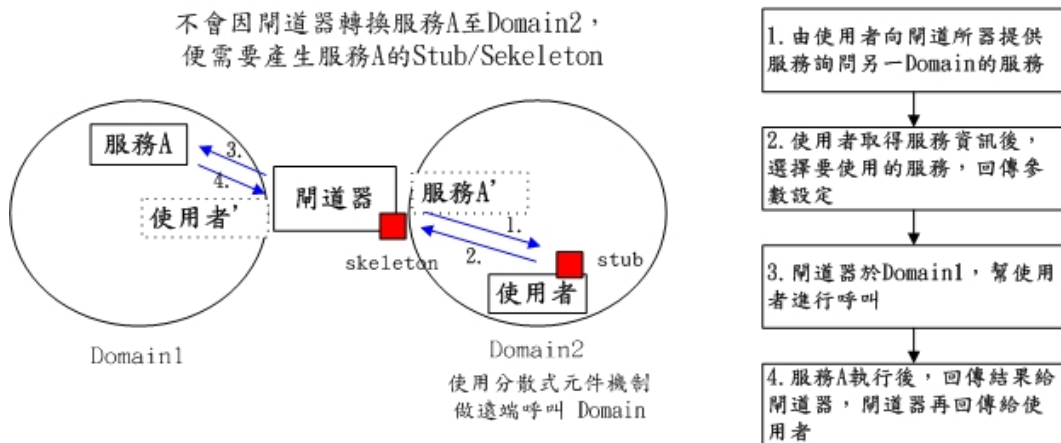 不會因閘道器轉換服務A至Domain2，
便需要產生服務A的Stub/Sekeleton
服務A
3.
4.
使用者'
閘道器
skeleton
服務A'
1.
2.
stub
使用者
Domain1
Domain2
使用分散式元件機制
做遠端呼叫 Domain
1.由使用者向閘道所器提供
服務詢問另一Domain的服務
2.使用者取得服務資訊後，
選擇要使用的服務，回傳參
數設定
3.閘道器於Domain1，幫使用
者進行呼叫
4.服務A執行後，回傳結果給
閘道器，閘道器再回傳給使
用者